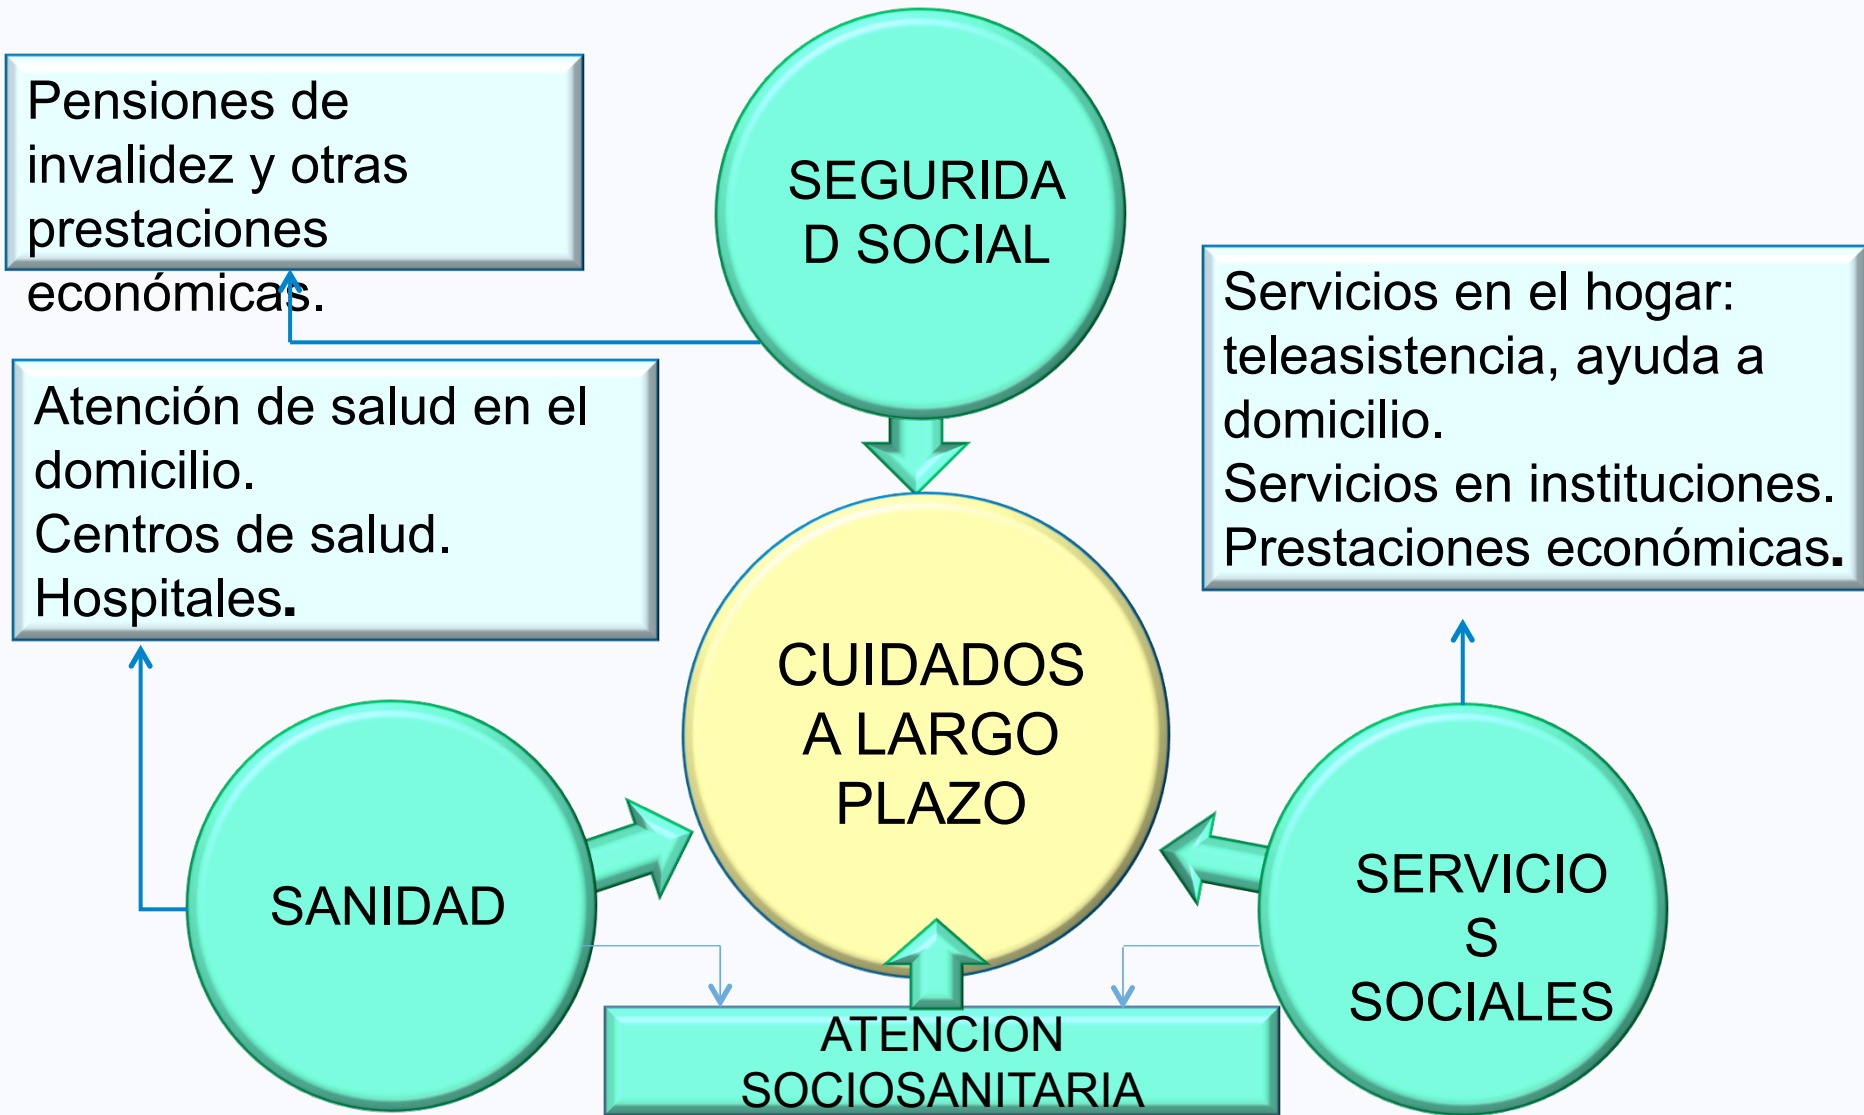 Pensiones de
invalidez y otras
prestaciones
económicas.
SEGURIDA
D SOCIAL
Servicios en el hogar:
teleasistencia, ayuda a
domicilio.
Servicios en instituciones.
Prestaciones económicas.
Atención de salud en el
domicilio.
Centros de salud.
Hospitales.
CUIDADOS
A LARGO
PLAZO
SANIDAD
SERVICIO
S
SOCIALES
ATENCION
SOCIOSANITARIA